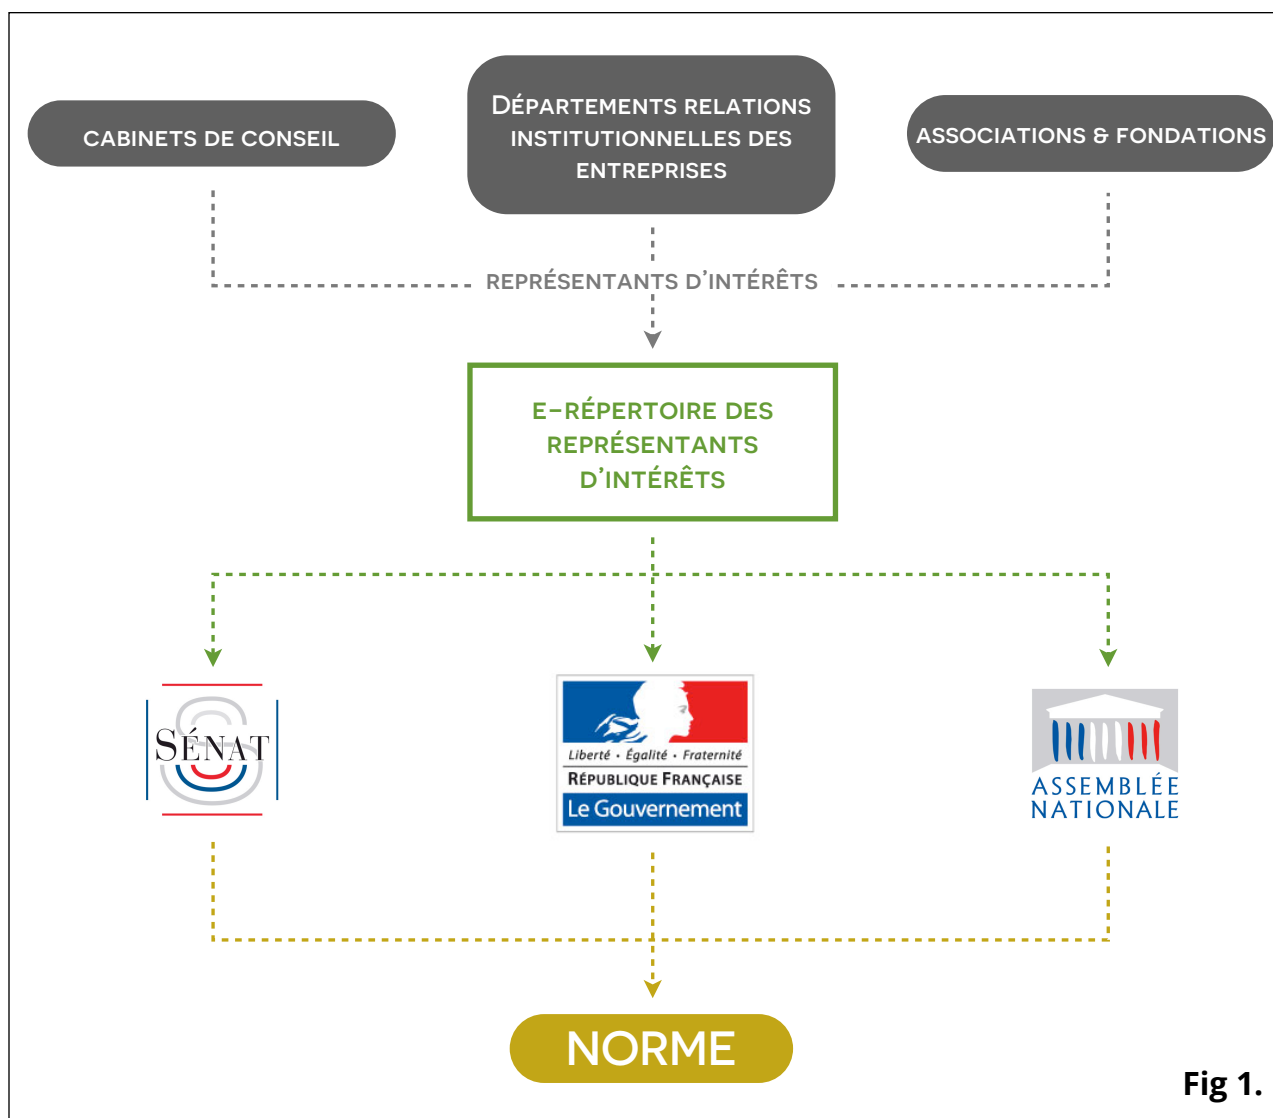 CABINETS DE CONSEIL
DÉPARTEMENTS RELATIONS
INSTITUTIONNELLES DES
ENTREPRISES
ASSOCIATIONS & FONDATIONS
REPRÉSENTANTS D'INTÉRÊTS
E-RÉPERTOIRE DES
REPRÉSENTANTS
D'INTÉRÊTS
SÉNAT
Liberté • Égalité • Fraternité
RÉPUBLIQUE FRANÇAISE
Le Gouvernement
ASSEMBLÉE
NATIONALE
NORME
Fig 1.